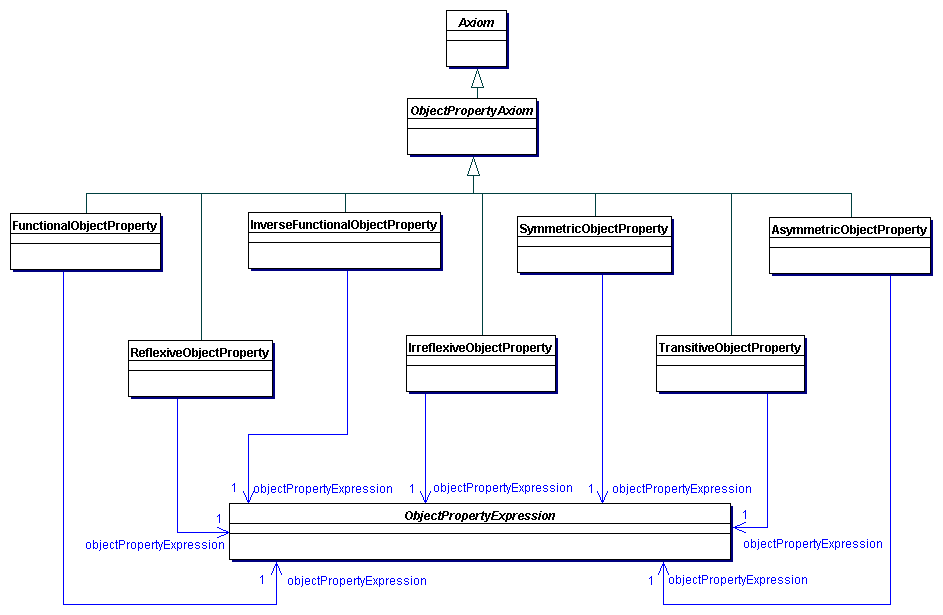 Axiom
ObjectPropertyAxiom
FunctionalObjectProperty
InverseFunctionalObjectProperty
SymmetricObjectProperty
AsymmetricObjectProperty
ReflexiveObjectProperty
IrreflexiveObjectProperty
TransitiveObjectProperty
1 objectPropertyExpression
1 objectPropertyExpression
1 objectPropertyExpression
ObjectPropertyExpression
1
objectPropertyExpression
1
objectPropertyExpression
1 objectPropertyExpression
1 objectPropertyExpression